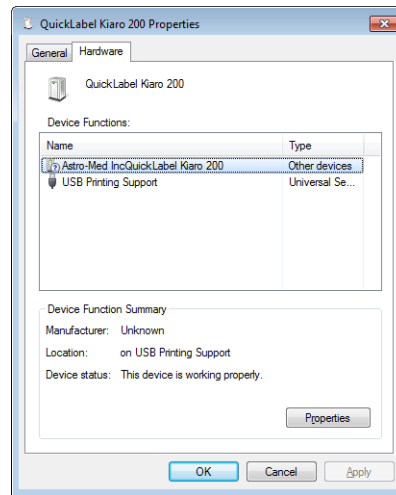 QuickLabel Kiaro 200 Properties
General Hardware
QuickLabel Kiaro 200
Device Functions:
Name Type
Astro-Med IncQuickLabel Kiaro 200 Other devices
USB Printing Support Universal Se...
Device Function Summary
Manufacturer: Unknown
Location: on USB Printing Support
Device status: This device is working properly.
Properties
OK Cancel Apply